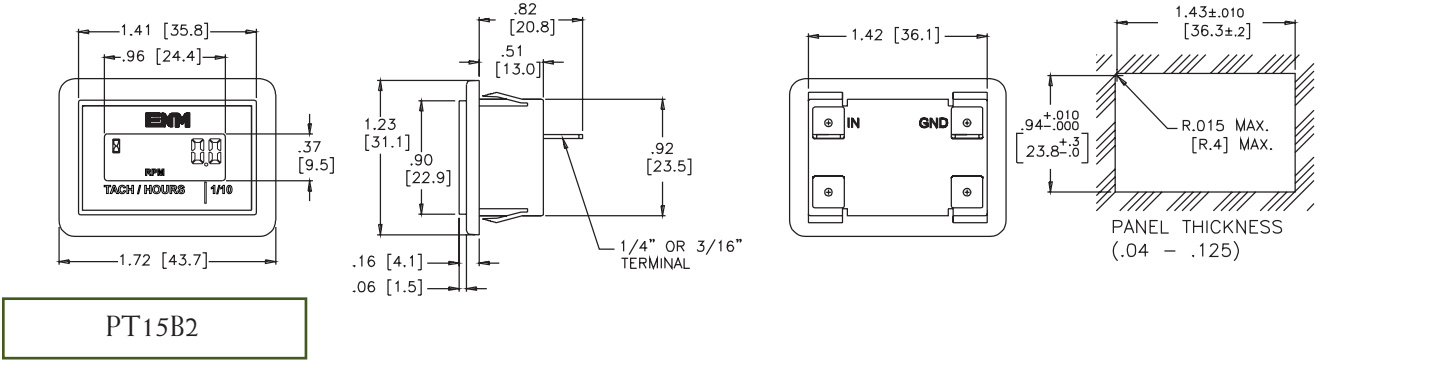 1.41 [35.8]
.96 [24.4]
ENM
.37
[9.5]
RPM
TACH / HOURS 1/10
1.72 [43.7]
.82
[20.8]
.51
[13.0]
1.23
[31.1]
.90
[22.9]
.92
[23.5]
1/4” OR 3/16”
TERMINAL
.16 [4.1]
.06 [1.5]
1.42 [36.1]
IN GND
1.43±.010
[36.3±.2]
.94+.010-.000
[23.8+.3-.0]
R.015 MAX.
[R.4] MAX.
PANEL THICKNESS
(.04 - .125)
PT15B2